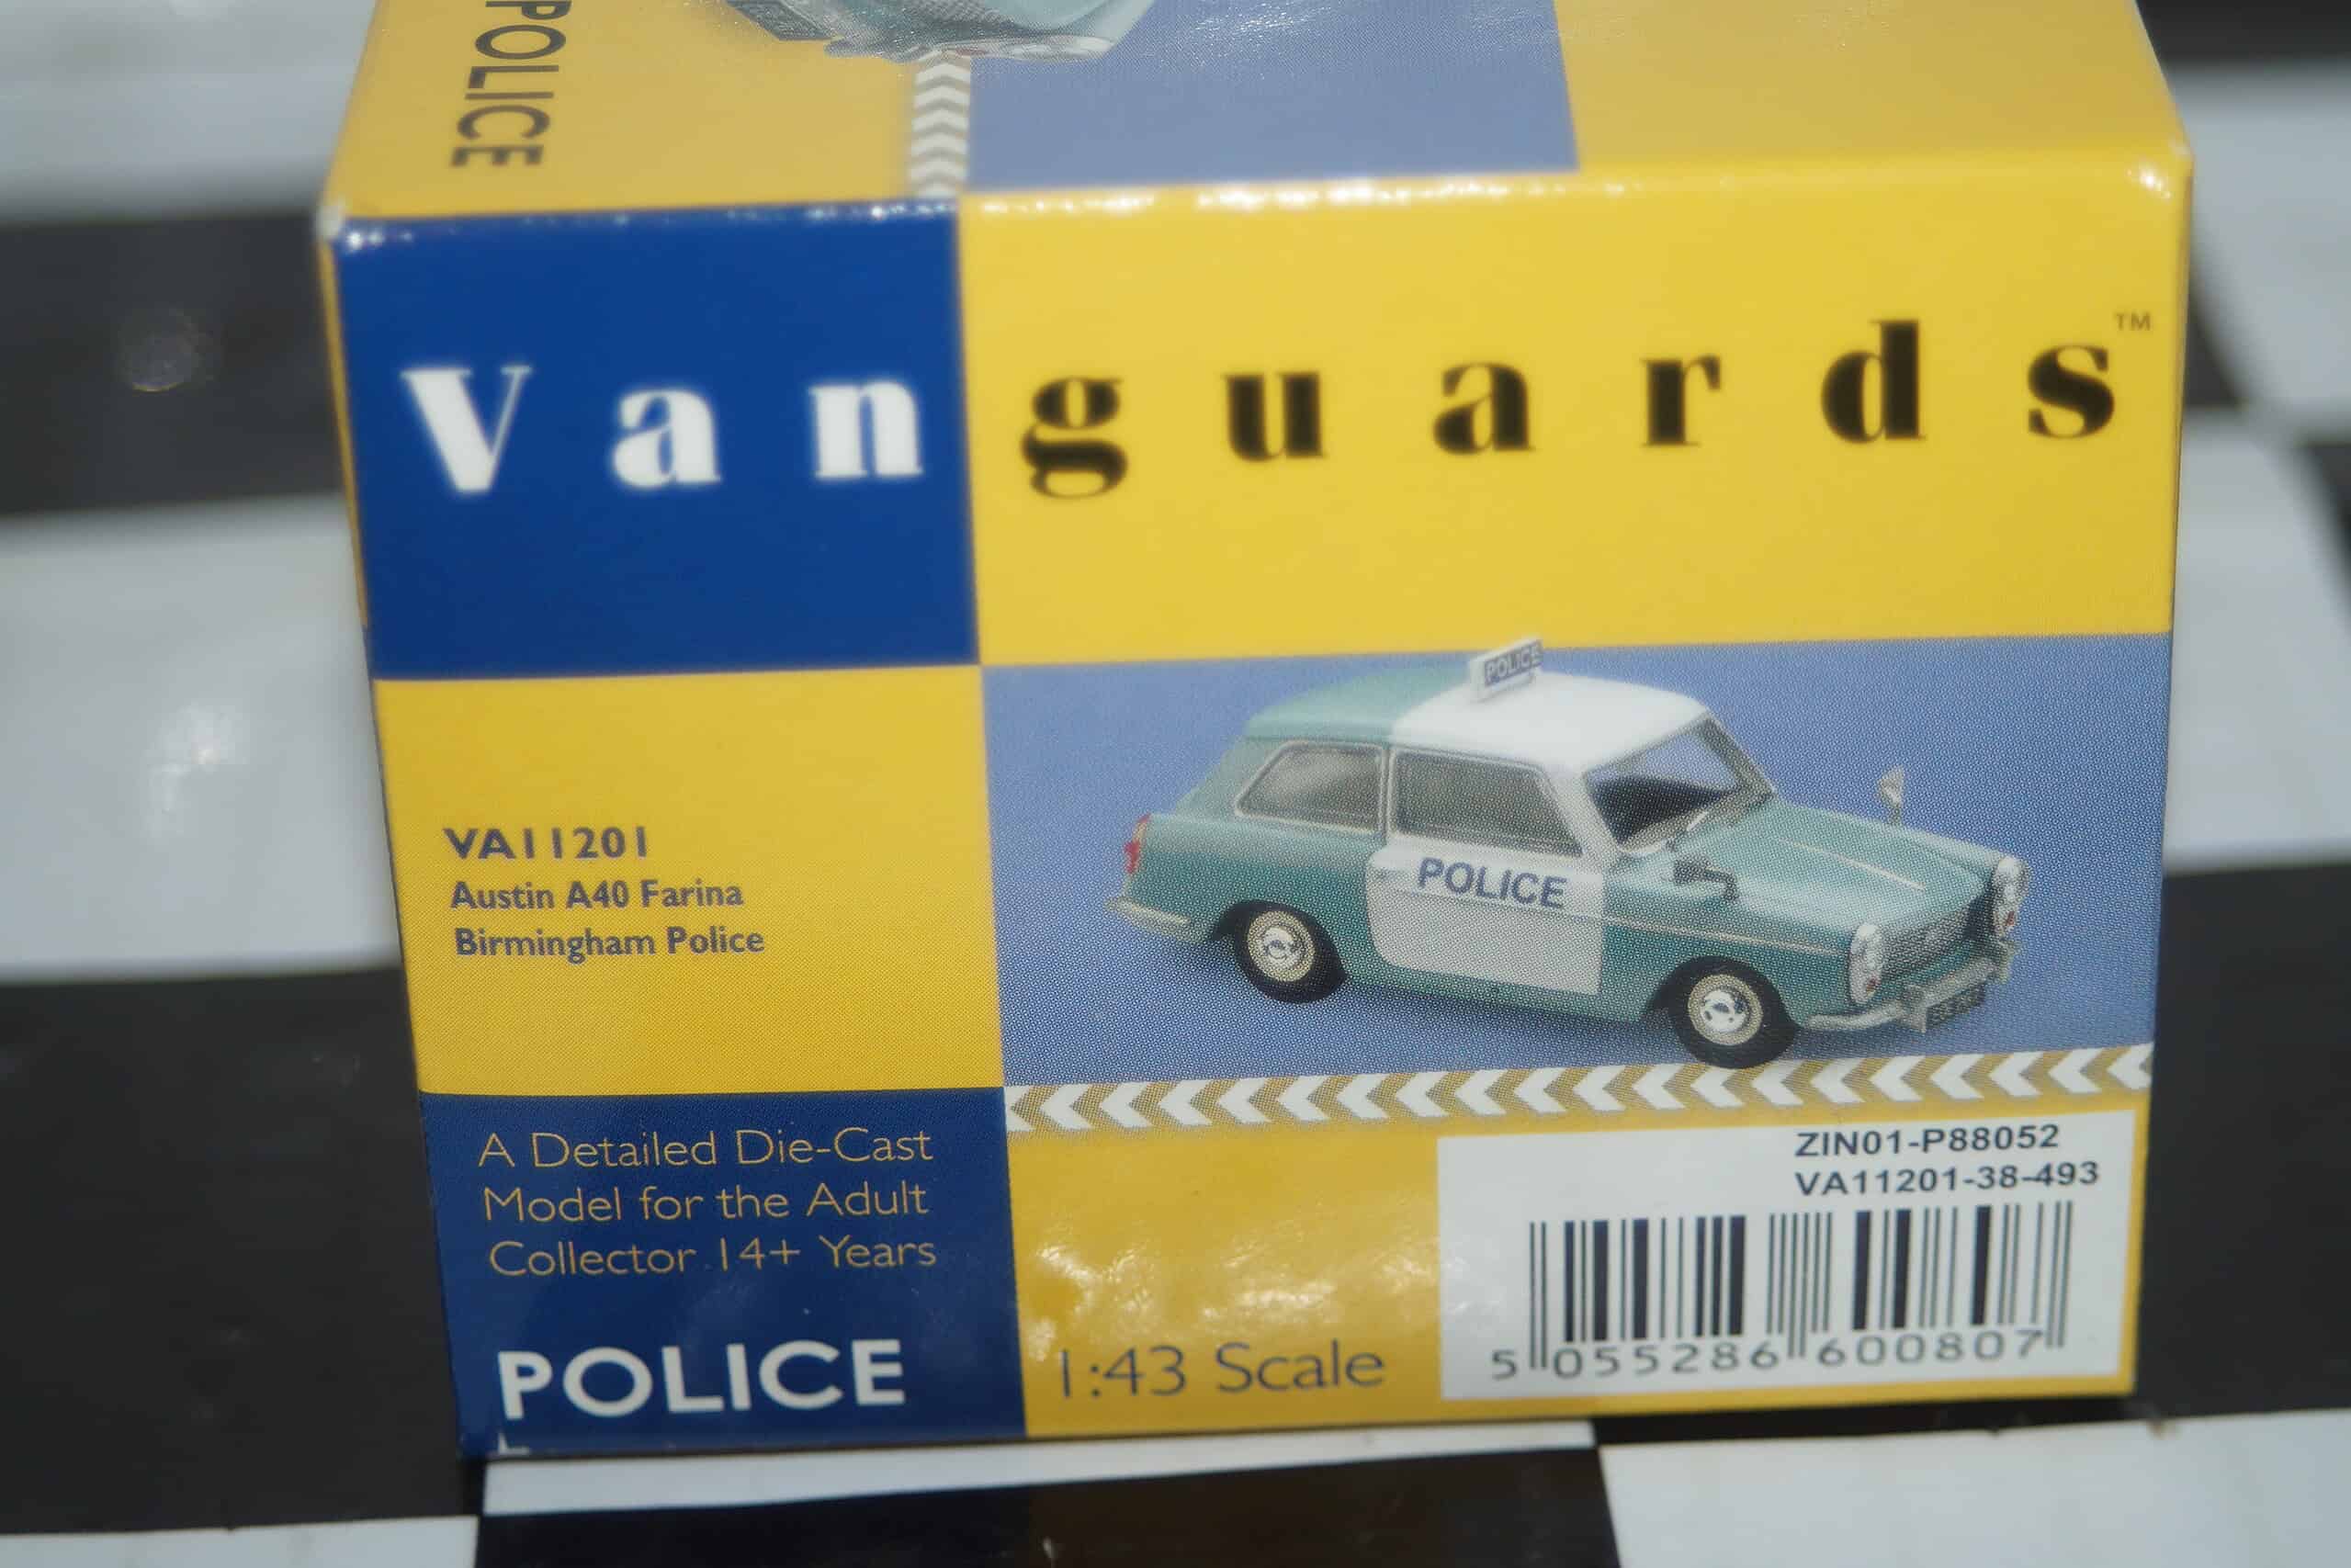 POLICE
Vanguards™
POLICE
POLICE
VA11201
Austin A40 Farina
Birmingham Police
A Detailed Die-Cast
Model for the Adult
Collector 14+ Years
POLICE
1:43 Scale
ZIN01-P88052
VA11201-38-493
5 055286 600807